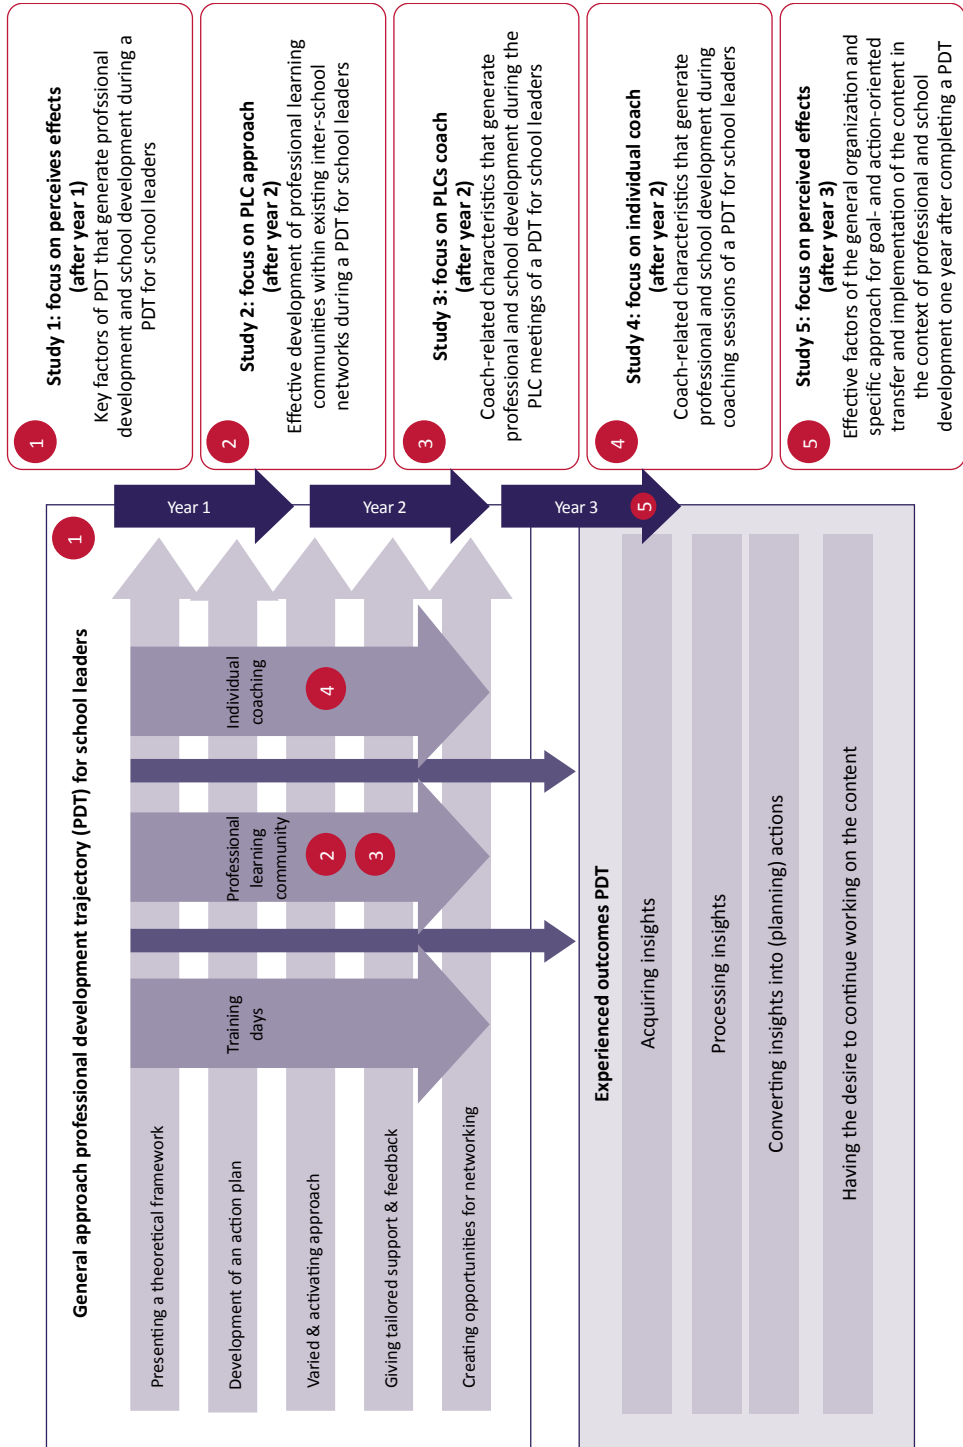 General approach professional development trajectory (PDT) for school leaders
1
Presenting a theoretical framework
Development of an action plan
Varied & activating approach
Giving tailored support & feedback
Creating opportunities for networking
Training
days
Professional
learning
community
2
3
Individual
coaching
4
Year 1
Year 2
Year 3
5
Experienced outcomes PDT
Acquiring insights
Processing insights
Converting insights into (planning) actions
Having the desire to continue working on the content
1
Study 1: focus on perceives effects
(after year 1)
Key factors of PDT that generate profssional
development and school development during a
PDT for school leaders
2
Study 2: focus on PLC approach
(after year 2)
Effective development of professional learning
communities within existing inter-school
networks during a PDT for school leaders
3
Study 3: focus on PLCs coach
(after year 2)
Coach-related characteristics that generate
professional and school development during the
PLC meetings of a PDT for school leaders
4
Study 4: focus on individual coach
(after year 2)
Coach-related characteristics that generate
professional and school development during
coaching sessions of a PDT for school leaders
5
Study 5: focus on perceived effects
(after year 3)
Effective factors of the general organization and
specific approach for goal- and action-oriented
transfer and implementation of the content in
the context of professional and school
development one year after completing a PDT